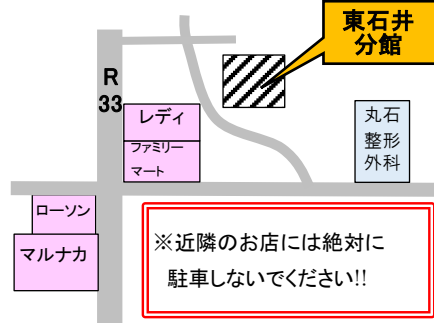 東石井
分館
R
33
レディ
ファミリー
マート
丸石
整形
外科
ローソン
マルナカ
※近隣のお店には絶対に
駐車しないでください!!